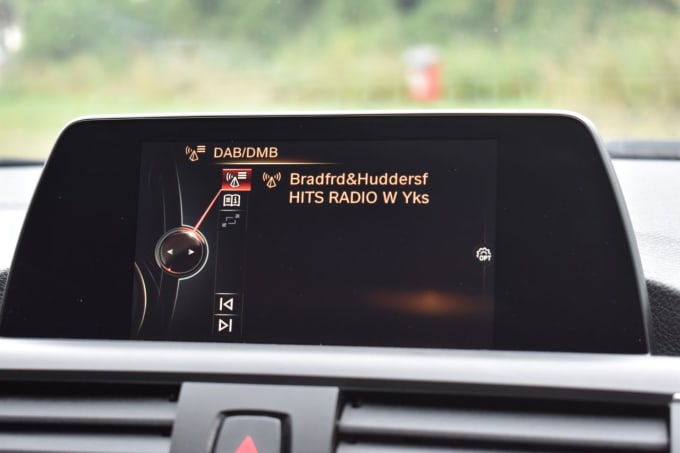 DAB/DMB
Bradfrd&Huddersf
HITS RADIO W Yks
OPT